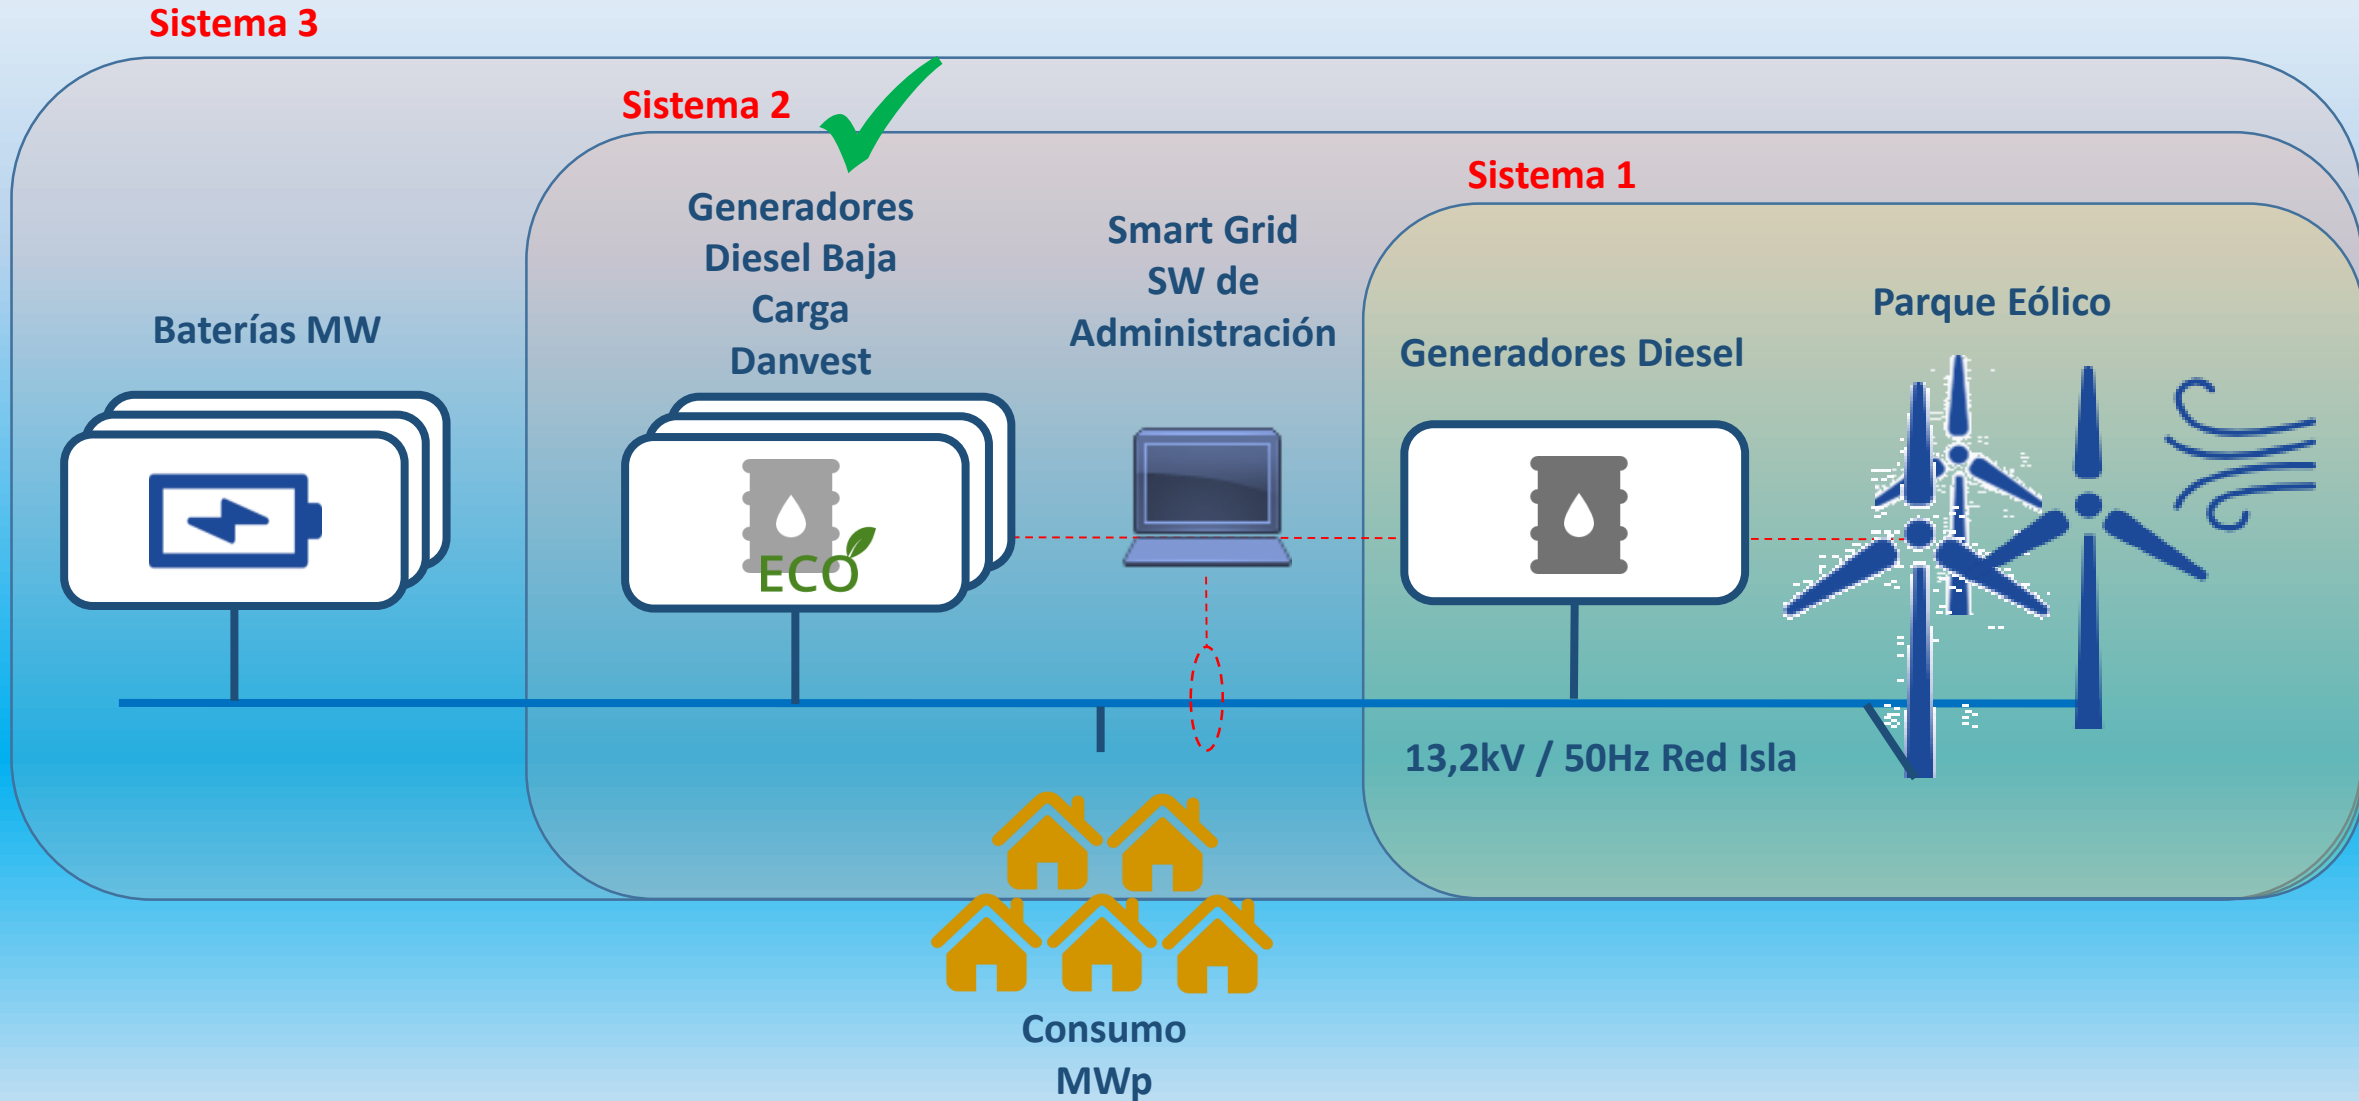 Sistema 3
Sistema 2
Sistema 1
Generadores
Diesel Baja
Carga
Danvest
Smart Grid
SW de
Administración
Parque Eólico
Baterías MW
Generadores Diesel
ECO
13,2kV / 50Hz Red Isla
Consumo
MWp